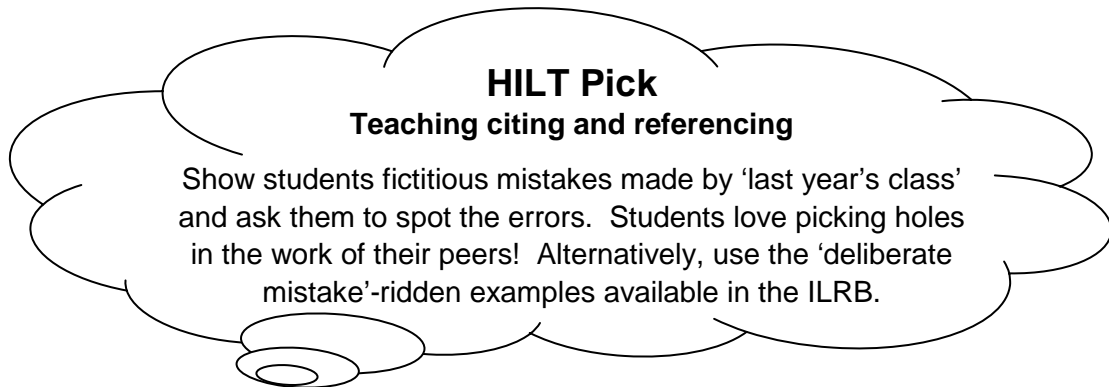 HILT Pick
Teaching citing and referencing
Show students fictitious mistakes made by ‘last year’s class’
and ask them to spot the errors.  Students love picking holes
in the work of their peers!  Alternatively, use the ‘deliberate
mistake’-ridden examples available in the ILRB.